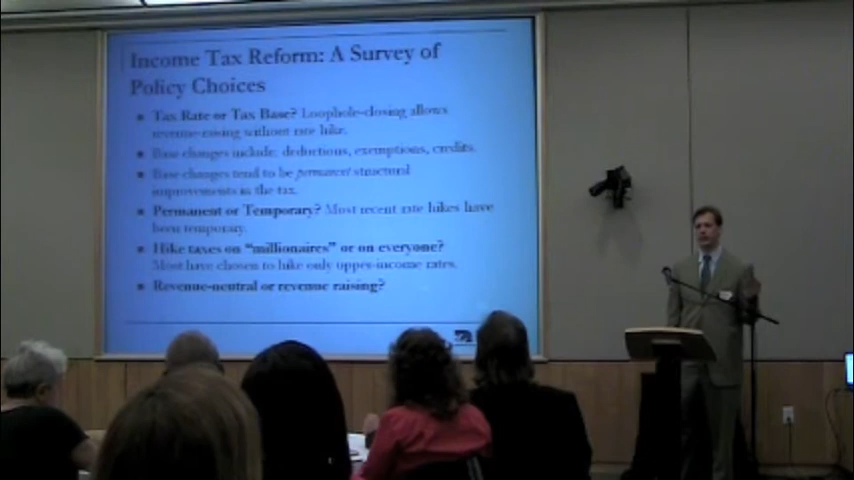 Income Tax Reform: A Survey of
Policy Choices
Tax Rate or Tax Base? Loophole-closing allows
revenue-raising without rate hike.
Base changes include: deductions, exemptions, credits.
Base changes tend to be permanent structural
improvements in the tax.
Permanent or Temporary? Most recent rate hikes have
been temporary.
Hike taxes on "millionaires" or on everyone?
Most have chosen to hike only upper-income rates.
Revenue-neutral or revenue raising?